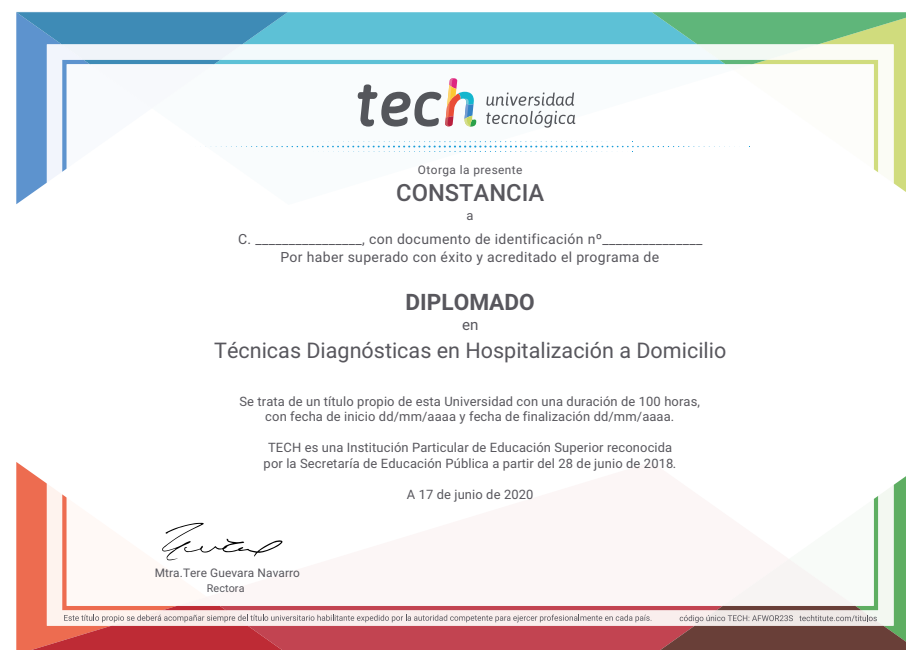 tech universidad
tecnológica
Otorga la presente
CONSTANCIA
a
C. ________________, con documento de identificación nº_______________
Por haber superado con éxito y acreditado el programa de
DIPLOMADO
en
Técnicas Diagnósticas en Hospitalización a Domicilio
Se trata de un título propio de esta Universidad con una duración de 100 horas,
con fecha de inicio dd/mm/aaaa y fecha de finalización dd/mm/aaaa.
TECH es una Institución Particular de Educación Superior reconocida
por la Secretaría de Educación Pública a partir del 28 de junio de 2018.
A 17 de junio de 2020
Mtra.Tere Guevara Navarro
Rectora
Este título propio se deberá acompañar siempre del título universitario habilitante expedido por la autoridad competente para ejercer profesionalmente en cada país. código único TECH: AFWOR23S techtitute.com/titulos